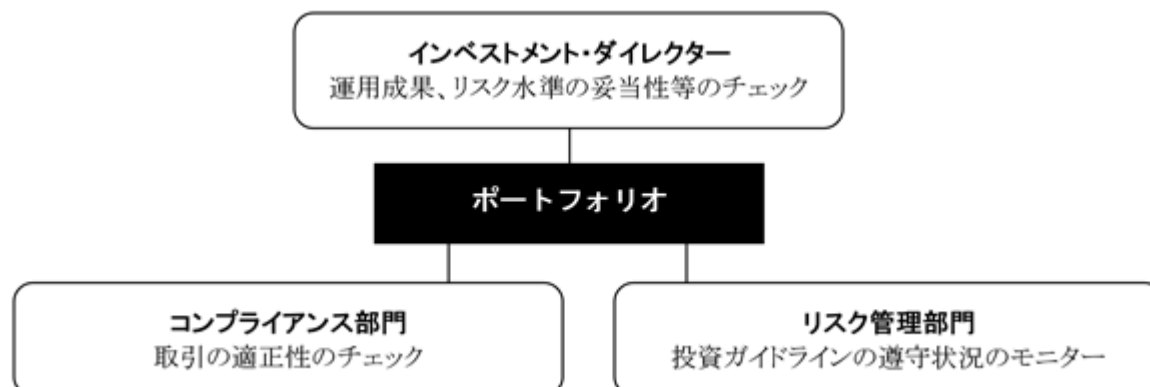 インベストメント・ダイレクター
運用成果、リスク水準の妥当性等のチェック
ポートフォリオ
コンプライアンス部門
取引の適正性のチェック
リスク管理部門
投資ガイドラインの遵守状況のモニター